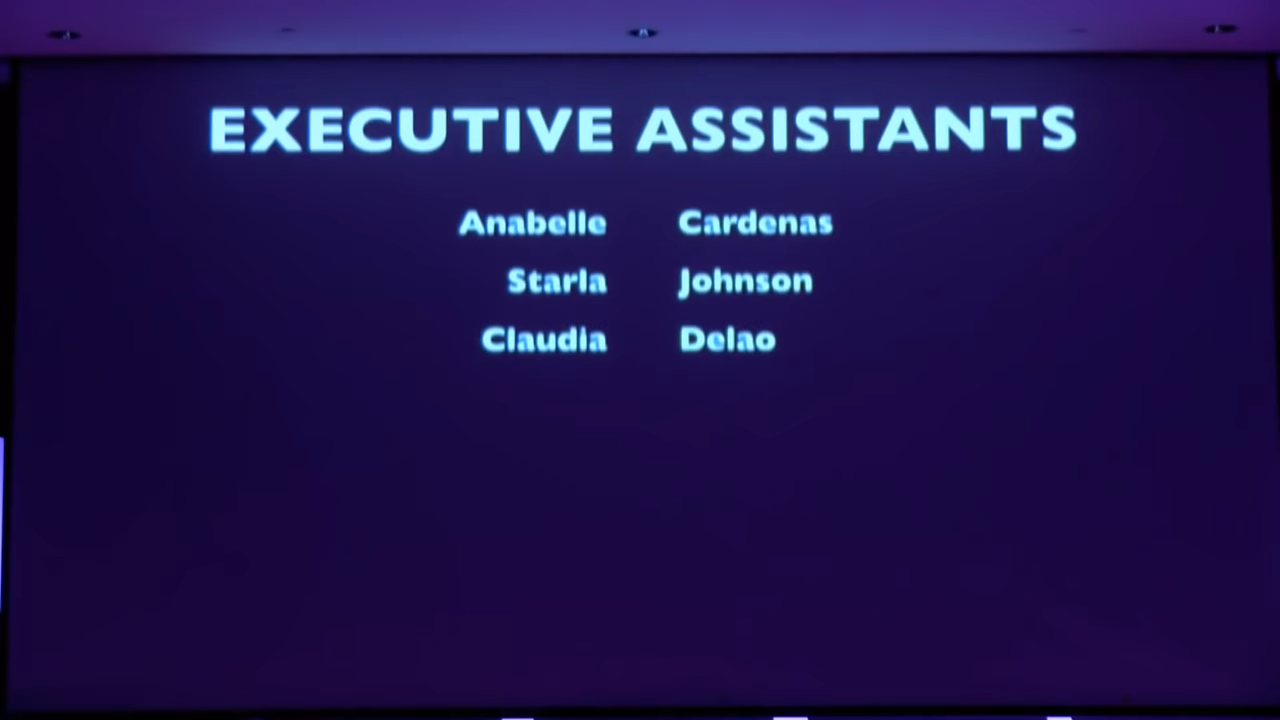 EXECUTIVE ASSISTANTS
Anabelle Cardenas
Starla Johnson
Claudia Delao